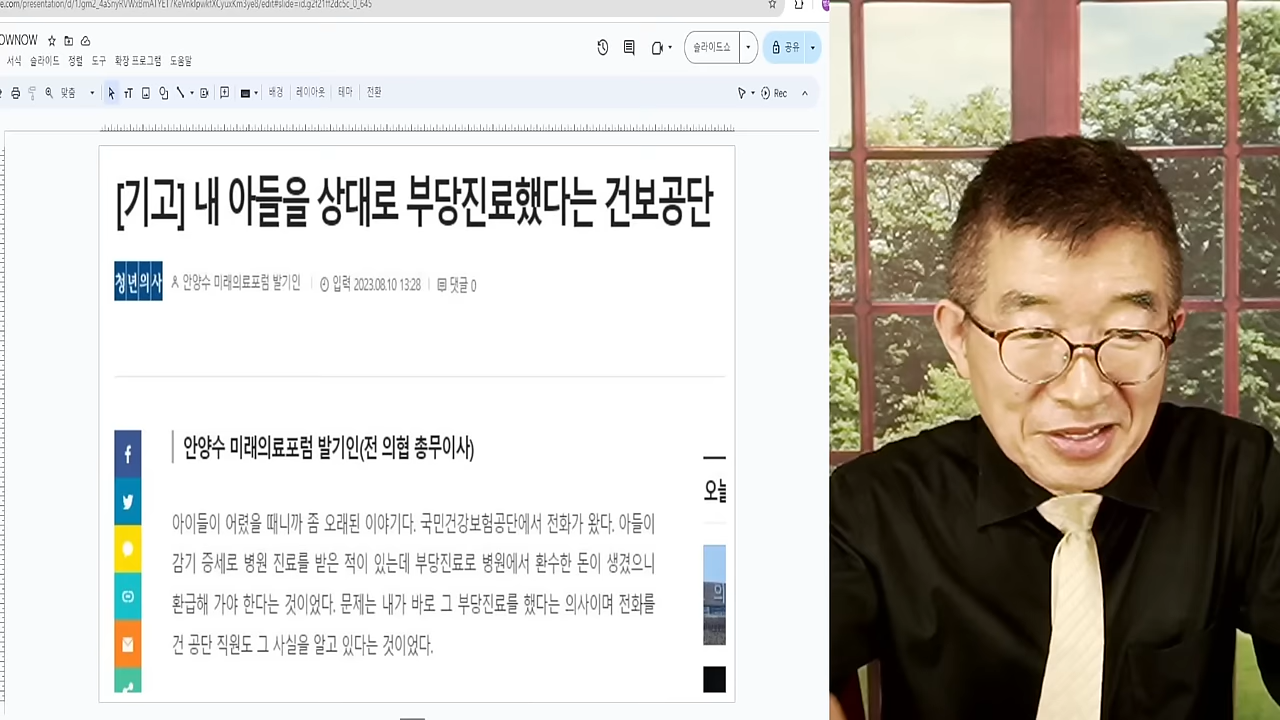 OWNOW
슬라이드쇼
공유
서식 슬라이드 정렬 도구 확장 프로그램 도움말
맞춤 배경 레이아웃 테마 전환 Rec
[기고] 내 아들을 상대로 부당진료했다는 건보공단
청년의사 안양수 미래의료포럼 발기인 입력 2023.08.10 13:28 댓글 0
안양수 미래의료포럼 발기인(전 의협 총무이사)
오늘
아이들이 어렸을 때니까 좀 오래된 이야기다. 국민건강보험공단에서 전화가 왔다. 아들이
감기 증세로 병원 진료를 받은 적이 있는데 부당진료로 병원에서 환수한 돈이 생겼으니
환급해 가야 한다는 것이었다. 문제는 내가 바로 그 부당진료를 했다는 의사이며 전화를
건 공단 직원도 그 사실을 알고 있다는 것이었다.
의